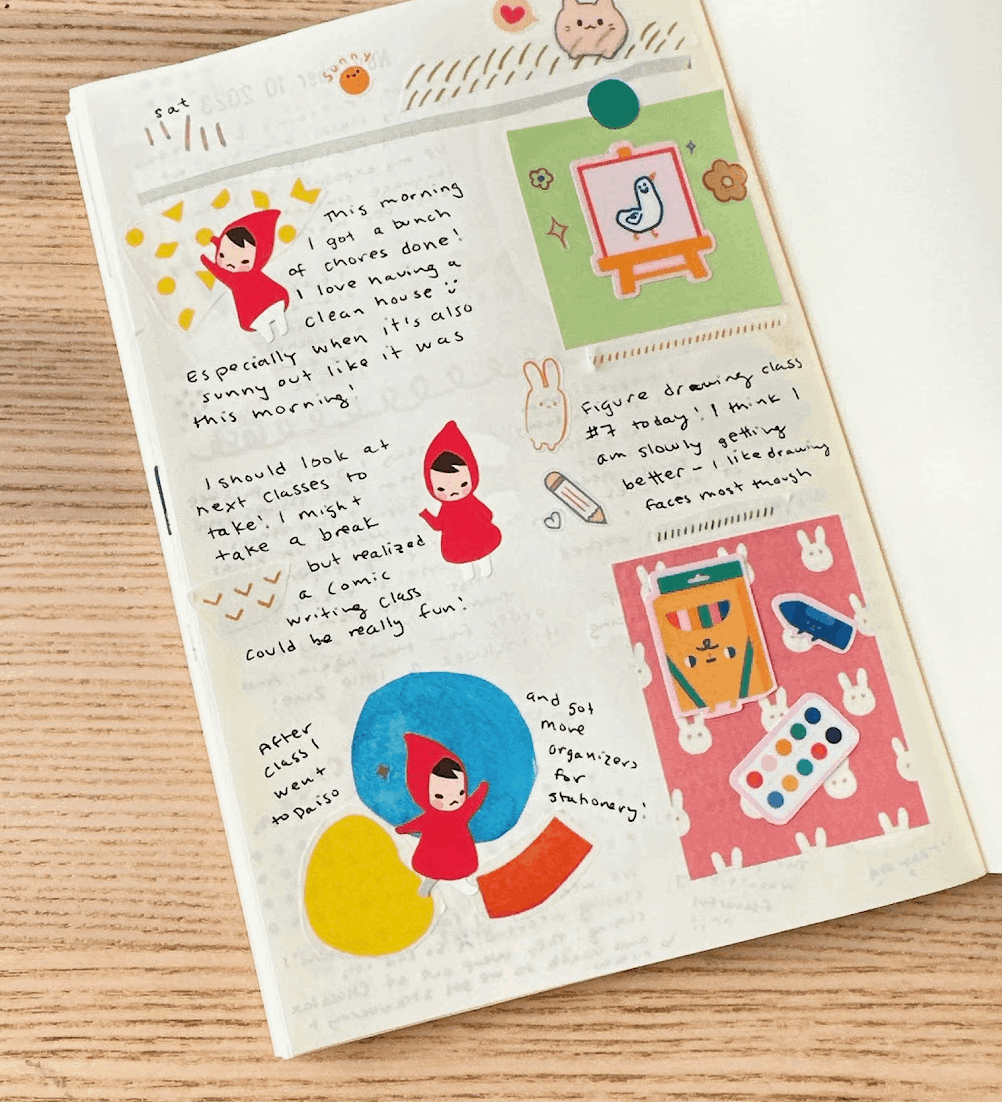 sat
11/11
sunny
This morning
I got a bunch
of chores done!
I love having a
clean house
Especially when it's also
sunny out like it was
this morning!
I should look at
next classes to
take! I might
take a break
but realized
a comic
writing class
could be really fun!
After
class I
went
to Daiso
and got
more
organizers
for
stationery!
Figure drawing class
#7 today! I think I
am slowly getting
better - I like drawing
faces most though